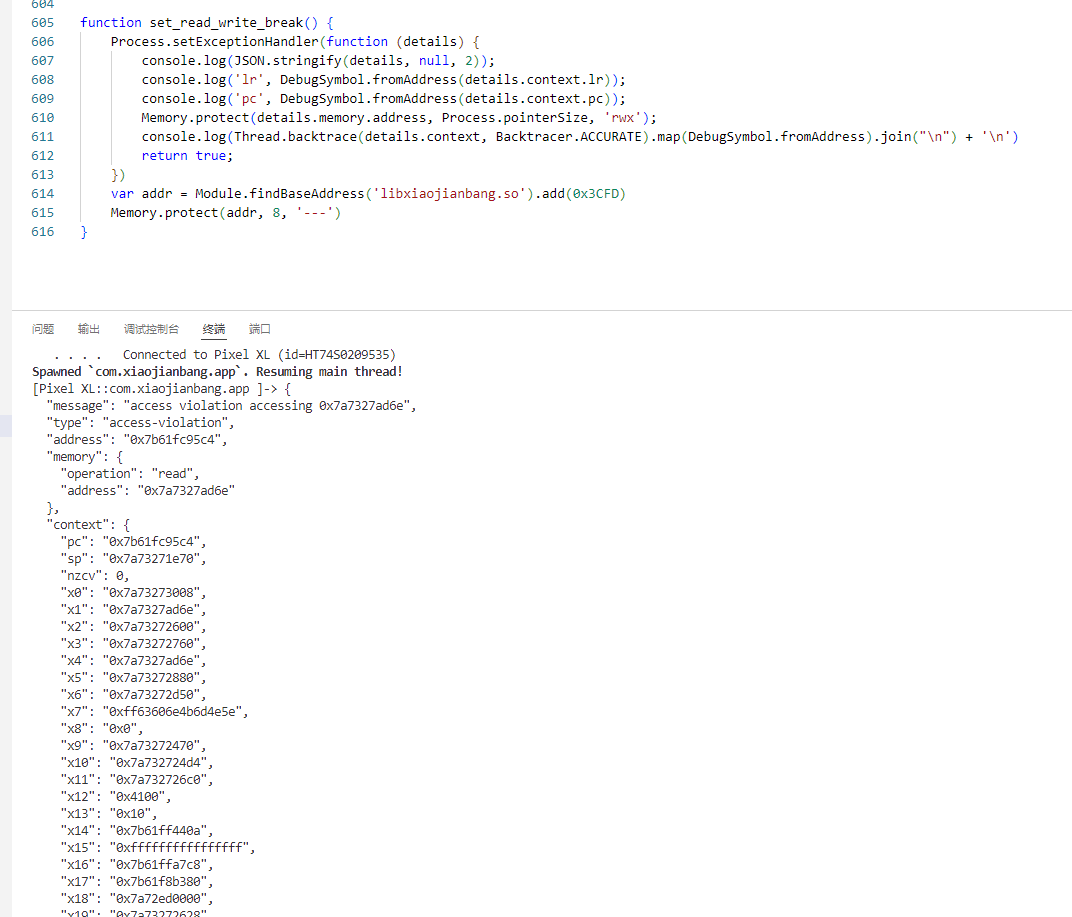 604
605 function set_read_write_break() {
606 Process.setExceptionHandler(function (details) {
607 console.log(JSON.stringify(details, null, 2));
608 console.log('lr', DebugSymbol.fromAddress(details.context.lr));
609 console.log('pc', DebugSymbol.fromAddress(details.context.pc));
610 Memory.protect(details.memory.address, Process.pointerSize, 'rwx');
611 console.log(Thread.backtrace(details.context, Backtracer.ACCURATE).map(DebugSymbol.fromAddress).join("\n") + '\n')
612 return true;
613 })
614 var addr = Module.findBaseAddress('libxiaojianbang.so').add(0x3CFD)
615 Memory.protect(addr, 8, '---')
616 }
问题 输出 调试控制台 终端 端口
. . . . Connected to Pixel XL (id=HT74S0209535)
Spawned `com.xiaojianbang.app`. Resuming main thread!
[Pixel XL::com.xiaojianbang.app ]-> {
"message": "access violation accessing 0x7a7327ad6e",
"type": "access-violation",
"address": "0x7b61fc95c4",
"memory": {
"operation": "read",
"address": "0x7a7327ad6e"
},
"context": {
"pc": "0x7b61fc95c4",
"sp": "0x7a73271e70",
"nzcv": 0,
"x0": "0x7a73273008",
"x1": "0x7a7327ad6e",
"x2": "0x7a73272600",
"x3": "0x7a73272760",
"x4": "0x7a7327ad6e",
"x5": "0x7a73272880",
"x6": "0x7a73272d50",
"x7": "0xff63606e4b6d4e5e",
"x8": "0x0",
"x9": "0x7a73272470",
"x10": "0x7a732724d4",
"x11": "0x7a732726c0",
"x12": "0x4100",
"x13": "0x10",
"x14": "0x7b61ff440a",
"x15": "0xffffffffffffffff",
"x16": "0x7b61ffa7c8",
"x17": "0x7b61f8b380",
"x18": "0x7a72ed0000",
"x19": "0x7a73272628"